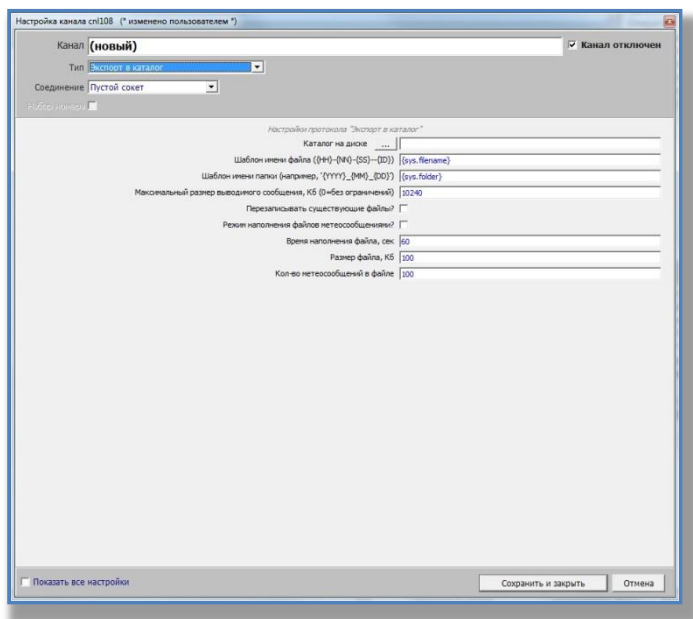 Настройка канала cnl108 (* изменено пользователем *)
Канал (новый) Канал отключен
Тип Экспорт в каталог
Соединение Пустой сокет
Набор номера
Настройки протокола "Экспорт в каталог"
Каталог на диске ...
Шаблон имени файла ({HH}-{NN}-{SS}---{ID}) {sys.filename}
Шаблон имени папки (например, '{YYYY}_{MM}_{DD}') {sys.folder}
Максимальный размер выводимого сообщения, Кб (0=без ограничений) 10240
Перезаписывать существующие файлы?
Режим наполнения файлов метеосообщениями?
Время наполнения файла, сек 60
Размер файла, Кб 100
Кол-во метеосообщений в файле 100
Показать все настройки Сохранить и закрыть Отмена